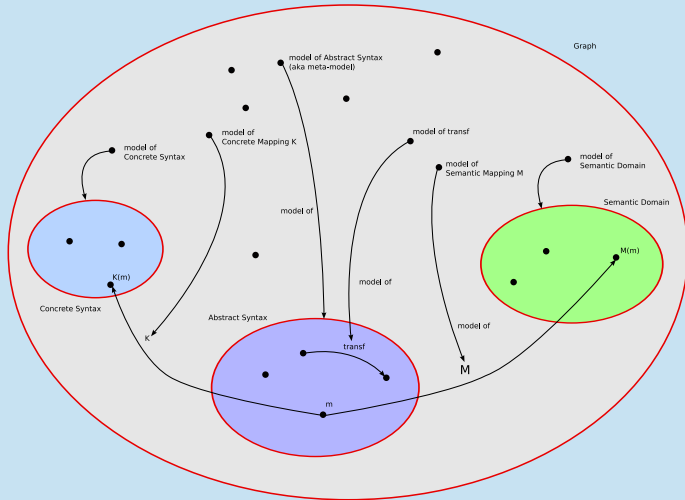 Graph
model of Abstract Syntax
(aka meta-model)
model of
Concrete Mapping K
model of transf
model of
Concrete Syntax
model of
Semantic Mapping M
model of
Semantic Domain
Semantic Domain
model of
M(m)
K(m)
model of
Concrete Syntax
Abstract Syntax
model of
K
transf
M
m